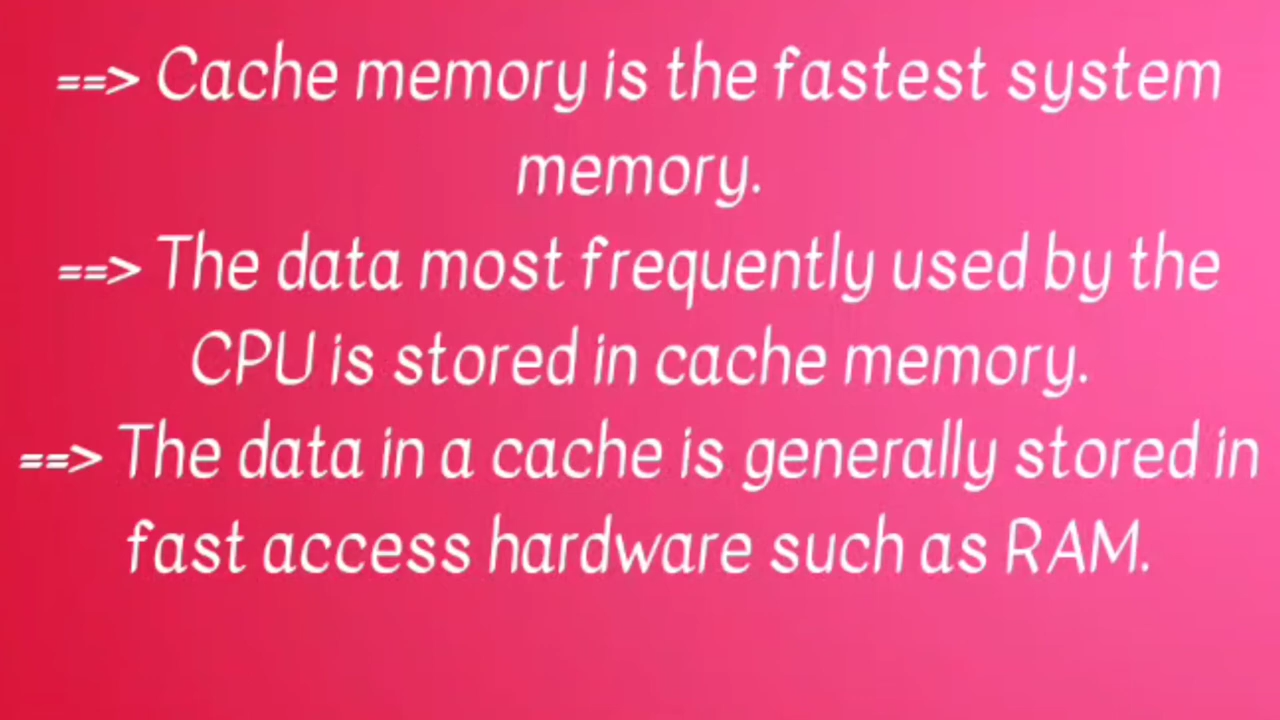 ==> Cache memory is the fastest system
memory.
==> The data most frequently used by the
CPU is stored in cache memory.
==> The data in a cache is generally stored in
fast access hardware such as RAM.